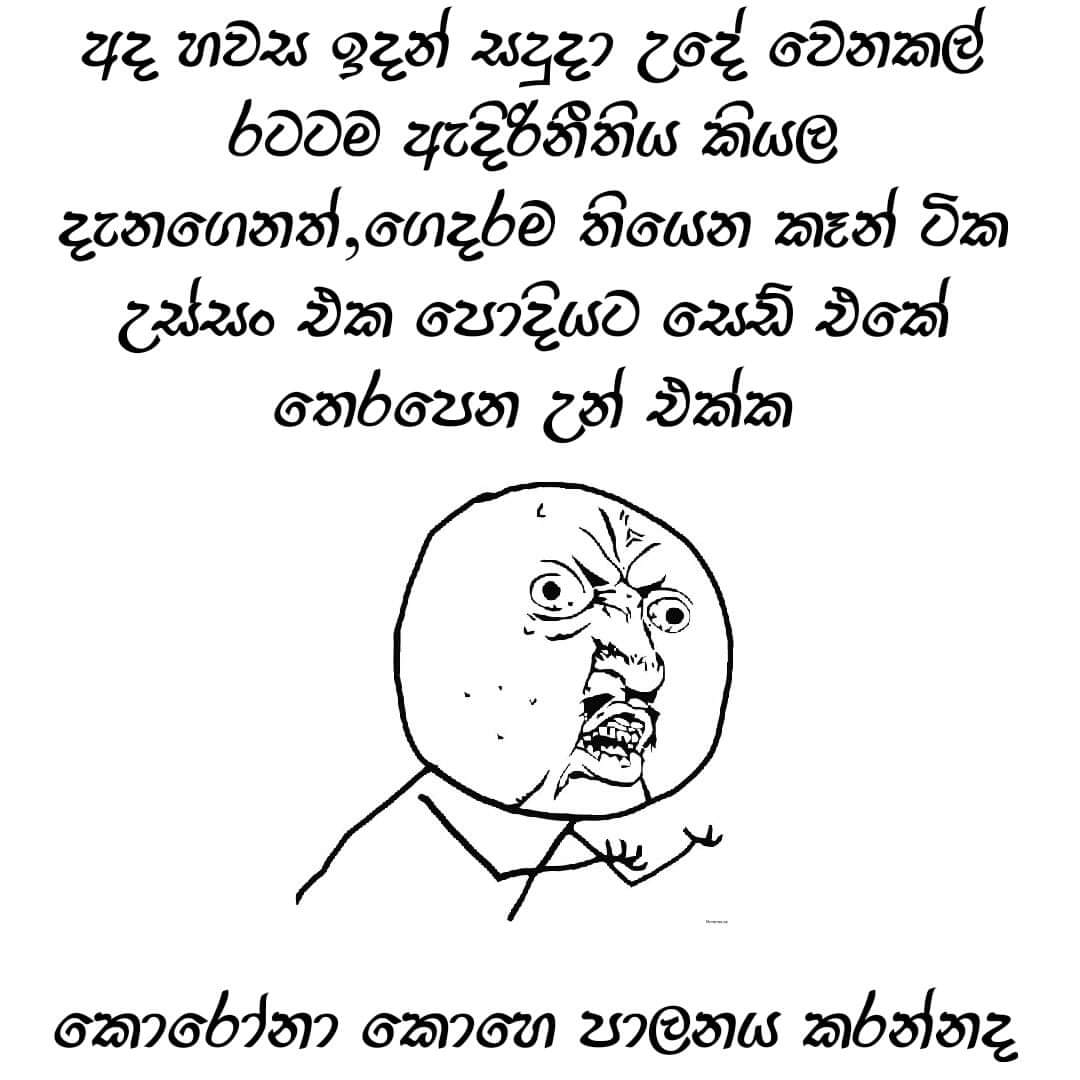 අද හවස ඉදන් සදුදා උදේ වෙනකල්
රටටම ඇදිරිනීතිය කියල
දැනගෙනත්,ගෙදරම තියෙන කෑන් ටික
උස්සං එක පොදියට සෙඩ් එකේ
තෙරපෙන උන් එක්ක
කොරෝනා කොහෙ පාලනය කරන්නද